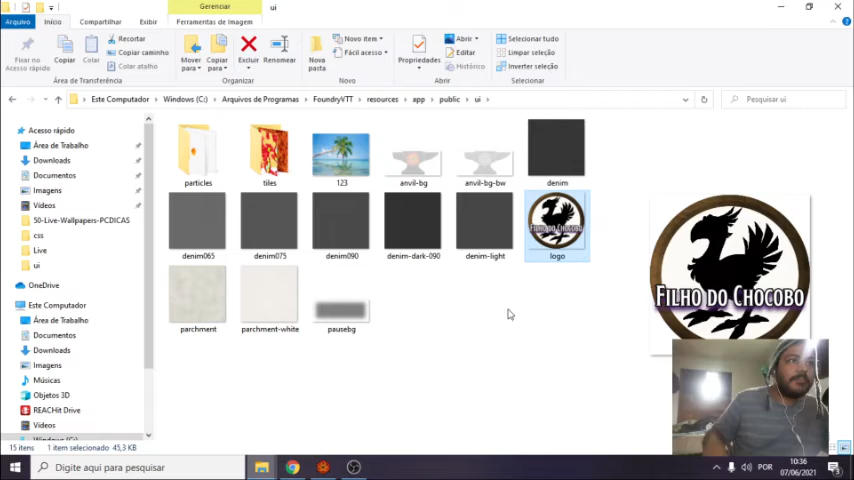 Gerenciar
ui
Arquivo
Início
Compartilhar
Exibir
Ferramentas de Imagem
Fixar no
Acesso rápido
Copiar
Colar
Recortar
Copiar caminho
Colar atalho
Área de Transferência
Mover
para
Copiar
para
Excluir
Renomear
Organizar
Nova
pasta
Novo item
Fácil acesso
Novo
Propriedades
Abrir
Editar
Histórico
Abrir
Selecionar tudo
Limpar seleção
Inverter seleção
Selecionar
Este Computador > Windows (C:) > Arquivos de Programas > FoundryVTT > resources > app > public > ui >
Pesquisar ui
Acesso rápido
Área de Trabalho
Downloads
Documentos
Imagens
Vídeos
50-Live-Wallpapers-PCDICAS
css
Live
ui
OneDrive
Este Computador
Área de Trabalho
Documentos
Downloads
Imagens
Músicas
Objetos 3D
REACHit Drive
Vídeos
Windows (C:)
particles
tiles
123
anvil-bg
anvil-bg-bw
denim
denim065
denim075
denim090
denim-dark-090
denim-light
FILHO DO CHOCOBO
logo
parchment
parchment-white
pausebg
FILHO DO CHOCOBO
15 itens
1 item selecionado 45,3 KB
Digite aqui para pesquisar
POR
10:36
07/06/2021
3